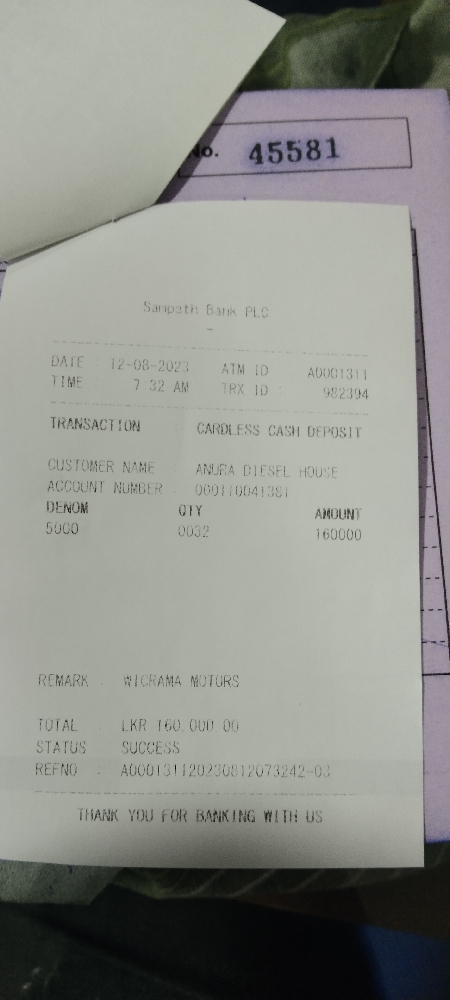 No. 45581
Sampath Bank PLC
-
DATE : 12-08-2023 ATM ID A0001311
TIME 7:32 AM TRX ID : 982394
TRANSACTION : CARDLESS CASH DEPOSIT
CUSTOMER NAME : ANURA DIESEL HOUSE
ACCOUNT NUMBER : 000110041381
DENOM QTY AMOUNT
5000 0032 160000
REMARK : WICRAMA MOTORS
TOTAL : LKR 160,000.00
STATUS : SUCCESS
REFNO : A000131120230812073242-03
THANK YOU FOR BANKING WITH US